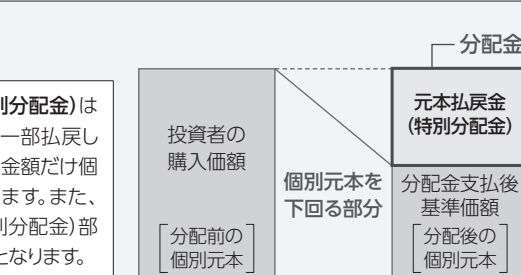 分配金
別分配金)は
一部払戻し
金額だけ個
ます。また、
別分配金)部
となります。
投資者の
購入価額
[分配前の
個別元本]
個別元本を
下回る部分
元本払戻金
(特別分配金)
分配金支払後
基準価額
[分配後の
個別元本]